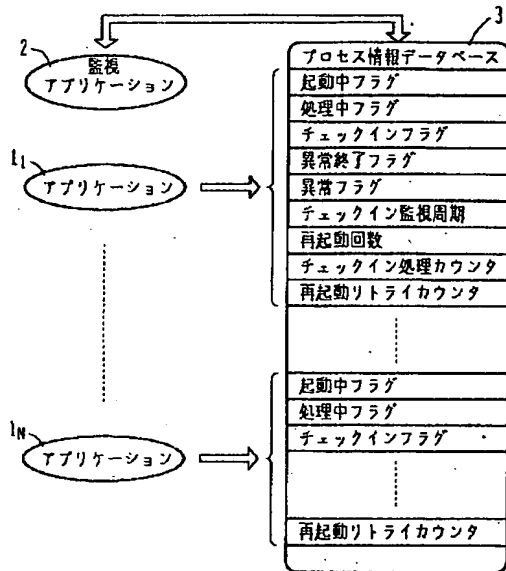 3
プロセス情報データベース
2
監視
アプリケーション
起動中フラグ
処理中フラグ
チェックインフラグ
異常終了フラグ
異常フラグ
チェックイン監視周期
再起動回数
チェックイン処理カウンタ
再起動リトライカウンタ
1₁
アプリケーション
起動中フラグ
処理中フラグ
チェックインフラグ
再起動リトライカウンタ
1N
アプリケーション